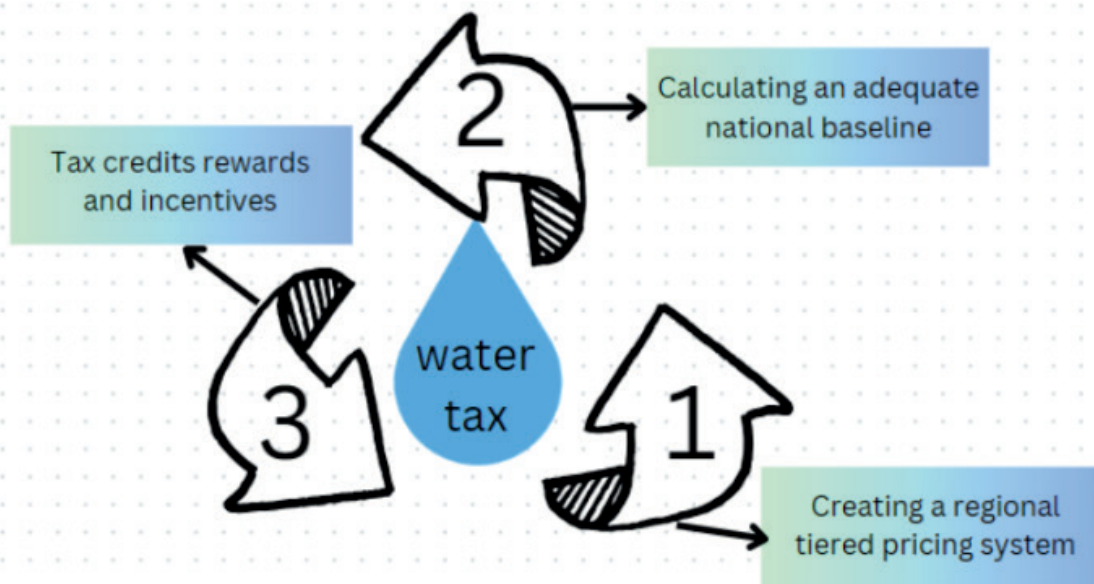 2
Calculating an adequate
national baseline
Tax credits rewards
and incentives
water
tax
3
1
Creating a regional
tiered pricing system